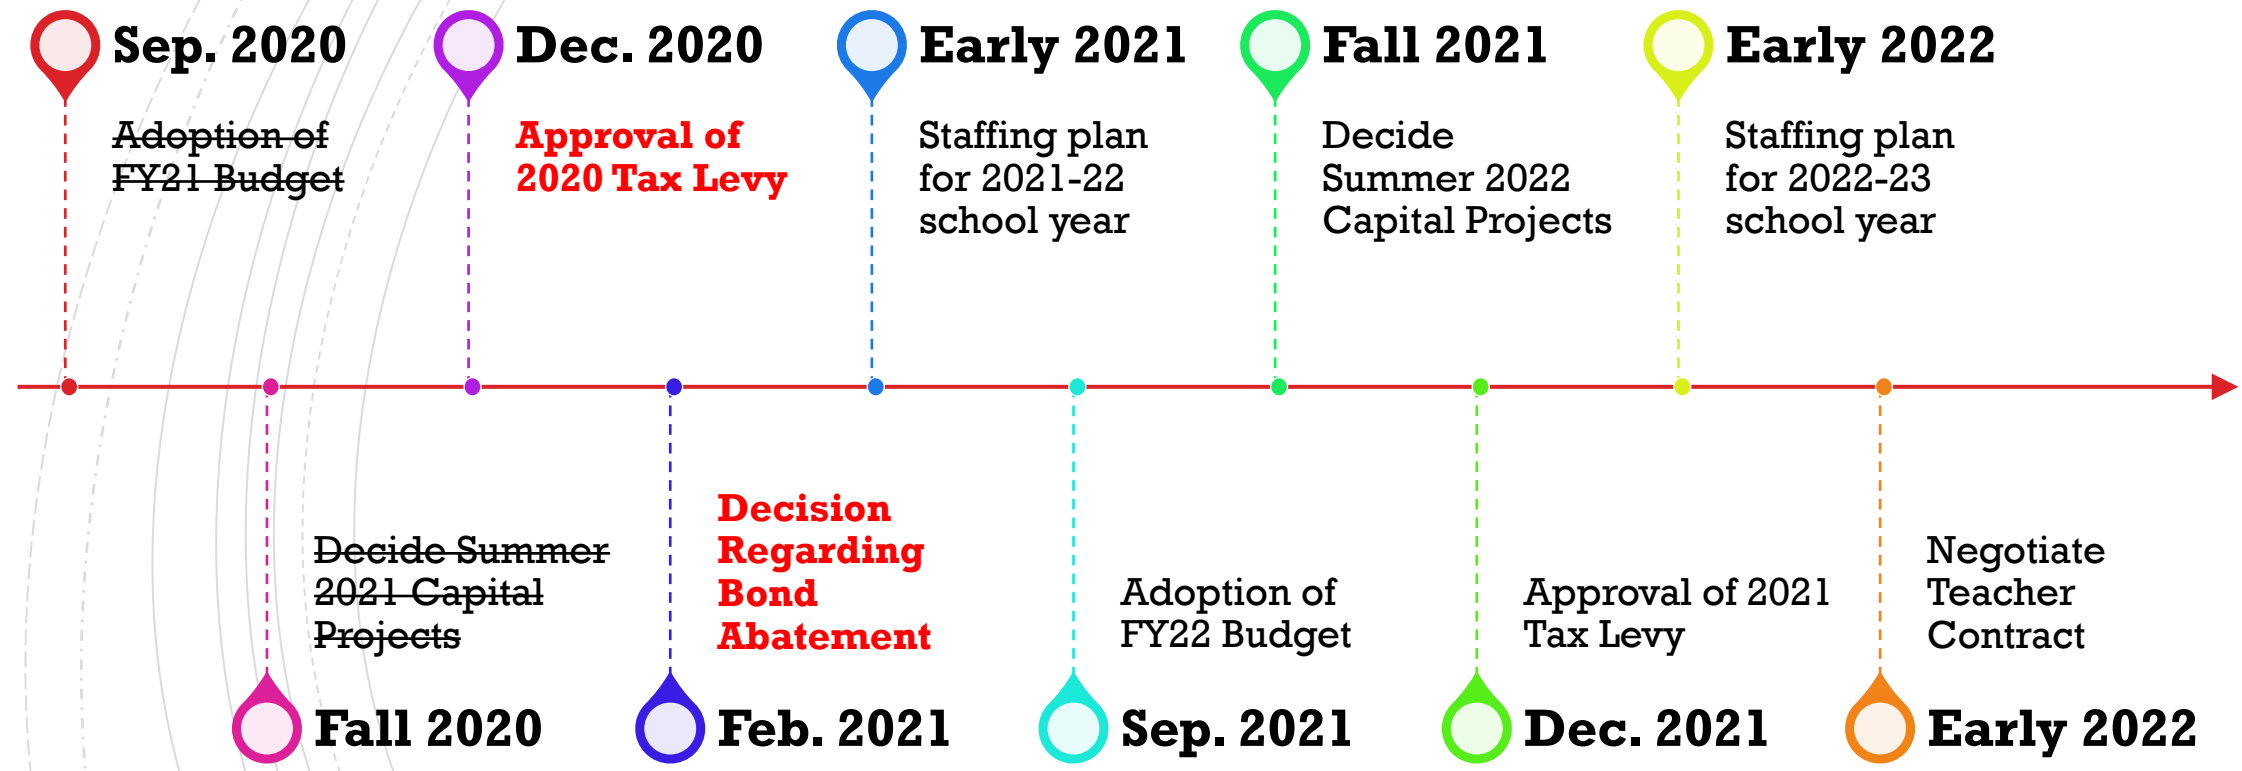 Sep. 2020
Adoption of
FY21 Budget
Dec. 2020
Approval of
2020 Tax Levy
Early 2021
Staffing plan
for 2021-22
school year
Fall 2021
Decide
Summer 2022
Capital Projects
Early 2022
Staffing plan
for 2022-23
school year
Decide Summer
2021 Capital
Projects
Fall 2020
Decision
Regarding
Bond
Abatement
Feb. 2021
Adoption of
FY22 Budget
Sep. 2021
Approval of 2021
Tax Levy
Dec. 2021
Negotiate
Teacher
Contract
Early 2022